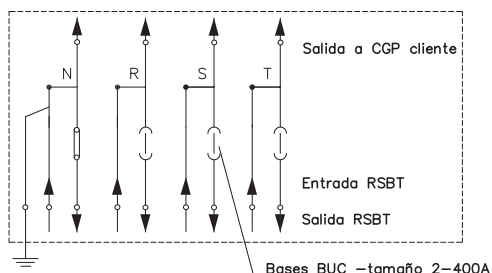 Salida a CGP cliente
N R S T
Entrada RSBT
Salida RSBT
Bases BUC -tamaño 2-400A